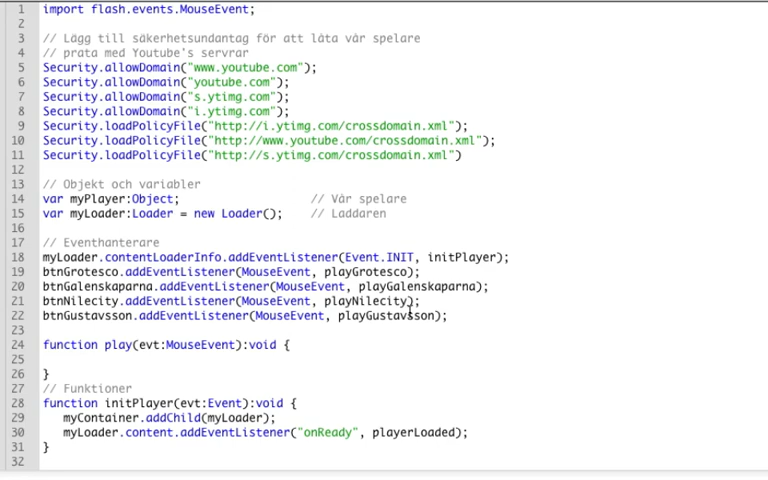 1 import flash.events.MouseEvent;
2
3 // Lägg till säkerhetsundantag för att låta vår spelare
4 // prata med Youtube's servrar
5 Security.allowDomain("www.youtube.com");
6 Security.allowDomain("youtube.com");
7 Security.allowDomain("s.ytimg.com");
8 Security.allowDomain("i.ytimg.com");
9 Security.loadPolicyFile("http://i.ytimg.com/crossdomain.xml");
10 Security.loadPolicyFile("http://www.youtube.com/crossdomain.xml");
11 Security.loadPolicyFile("http://s.ytimg.com/crossdomain.xml")
12
13 // Objekt och variabler
14 var myPlayer:Object; // Vår spelare
15 var myLoader:Loader = new Loader(); // Laddaren
16
17 // Eventhanterare
18 myLoader.contentLoaderInfo.addEventListener(Event.INIT, initPlayer);
19 btnGrotesco.addEventListener(MouseEvent, playGrotesco);
20 btnGalenskaparna.addEventListener(MouseEvent, playGalenskaparna);
21 btnNilecity.addEventListener(MouseEvent, playNilecity);
22 btnGustavsson.addEventListener(MouseEvent, playGustavsson);
23
24 function play(evt:MouseEvent):void {
25
26 }
27 // Funktioner
28 function initPlayer(evt:Event):void {
29 myContainer.addChild(myLoader);
30 myLoader.content.addEventListener("onReady", playerLoaded);
31 }
32